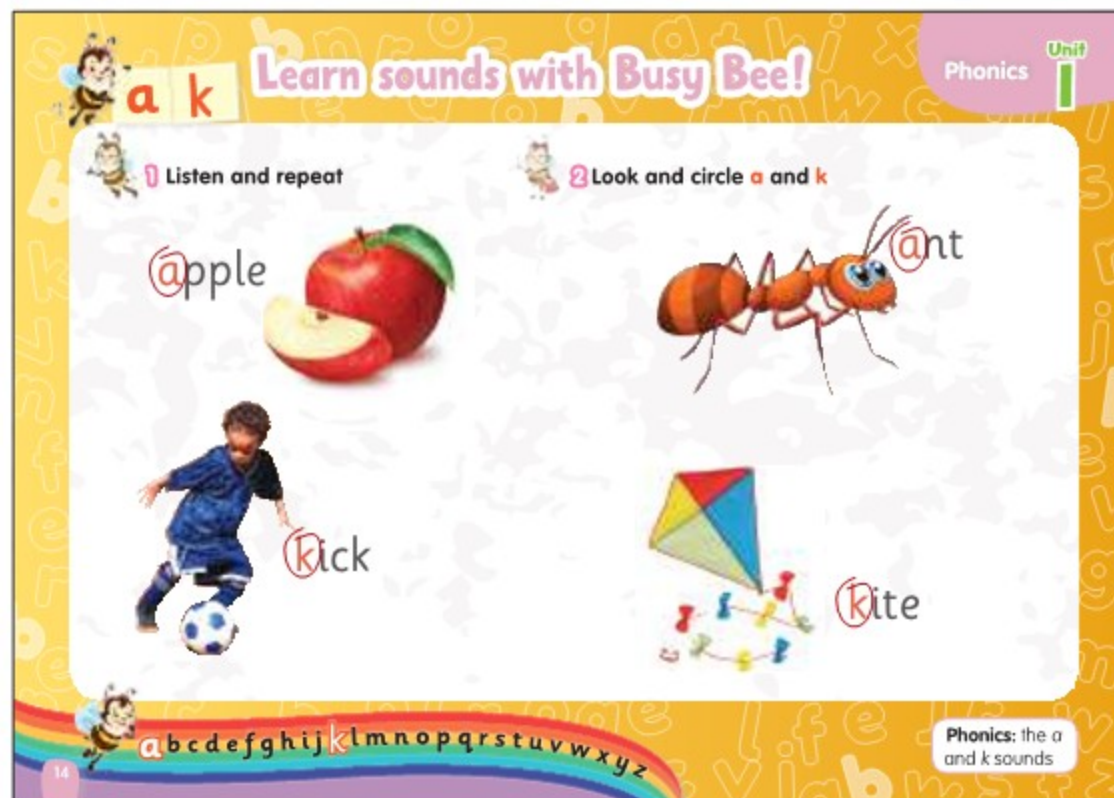 a k
Learn sounds with Busy Bee!
Phonics
Unit
1
1 Listen and repeat
2 Look and circle a and k
apple
ant
kick
kite
a b c d e f g h i j k l m n o p q r s t u v w x y z
Phonics: the a
and k sounds
14